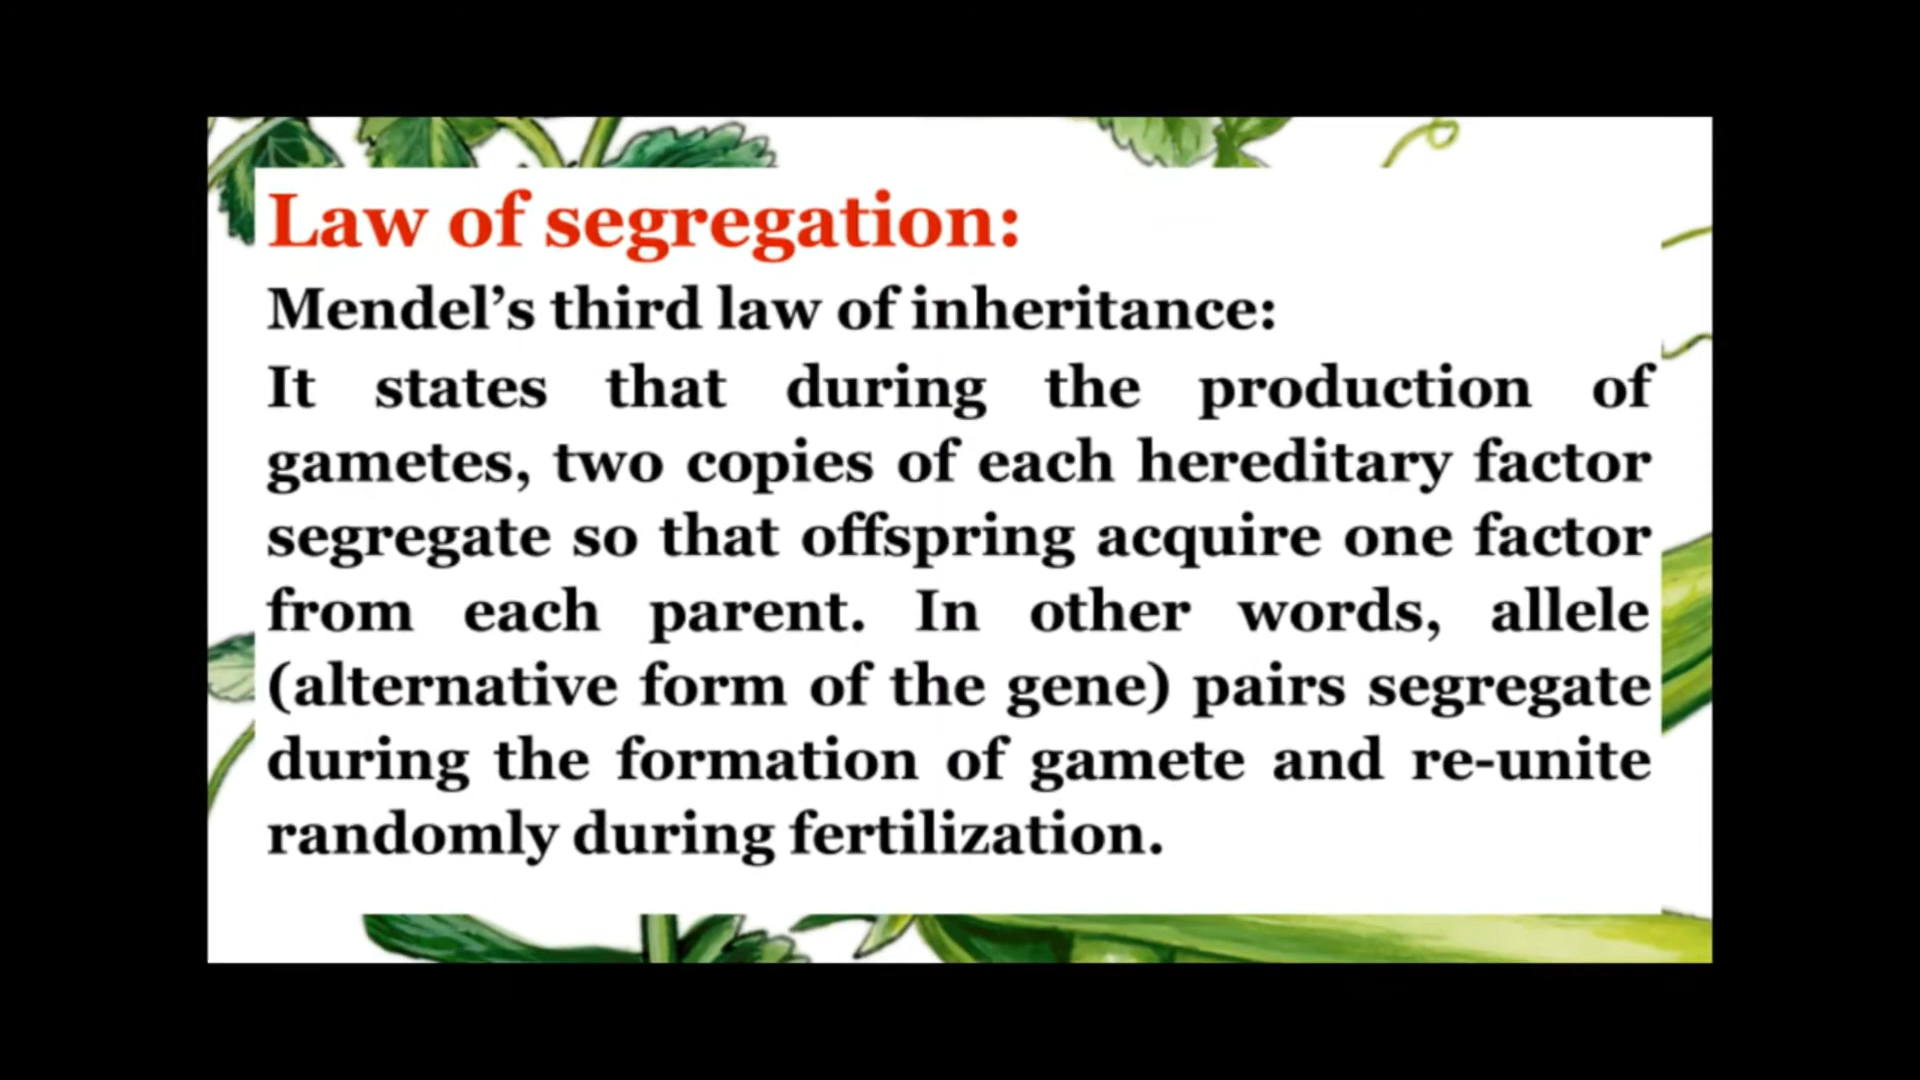 Law of segregation:
Mendel’s third law of inheritance:
It states that during the production of
gametes, two copies of each hereditary factor
segregate so that offspring acquire one factor
from each parent. In other words, allele
(alternative form of the gene) pairs segregate
during the formation of gamete and re-unite
randomly during fertilization.